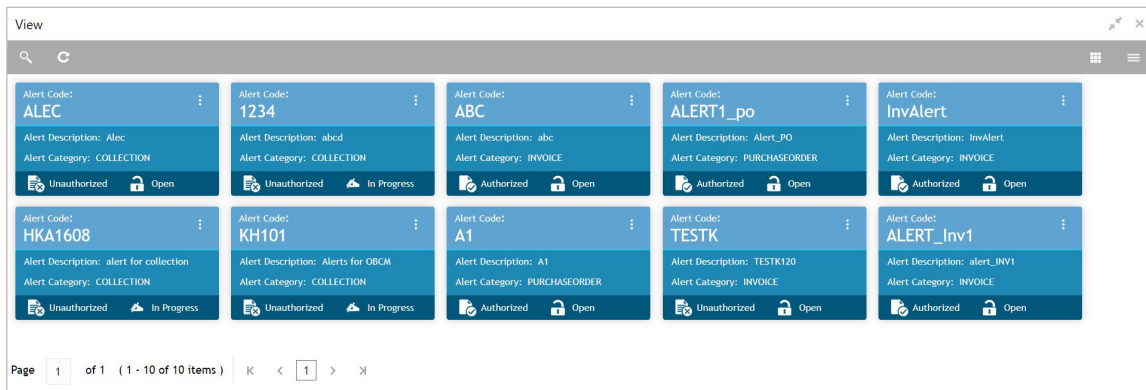 View
Alert Code:
ALEC
Alert Description: Alec
Alert Category: COLLECTION
Unauthorized Open
Alert Code:
1234
Alert Description: abcd
Alert Category: COLLECTION
Unauthorized In Progress
Alert Code:
ABC
Alert Description: abc
Alert Category: INVOICE
Authorized Open
Alert Code:
ALERT1_po
Alert Description: Alert_PO
Alert Category: PURCHASEORDER
Authorized Open
Alert Code:
InvAlert
Alert Description: InvAlert
Alert Category: INVOICE
Authorized Open
Alert Code:
HKA1608
Alert Description: alert for collection
Alert Category: COLLECTION
Unauthorized In Progress
Alert Code:
KH101
Alert Description: Alerts for OBCM
Alert Category: COLLECTION
Unauthorized In Progress
Alert Code:
A1
Alert Description: A1
Alert Category: PURCHASEORDER
Authorized Open
Alert Code:
TESTK
Alert Description: TESTK120
Alert Category: INVOICE
Unauthorized Open
Alert Code:
ALERT_Inv1
Alert Description: alert_INV1
Alert Category: INVOICE
Authorized Open
Page 1 of 1 ( 1 - 10 of 10 items ) 1